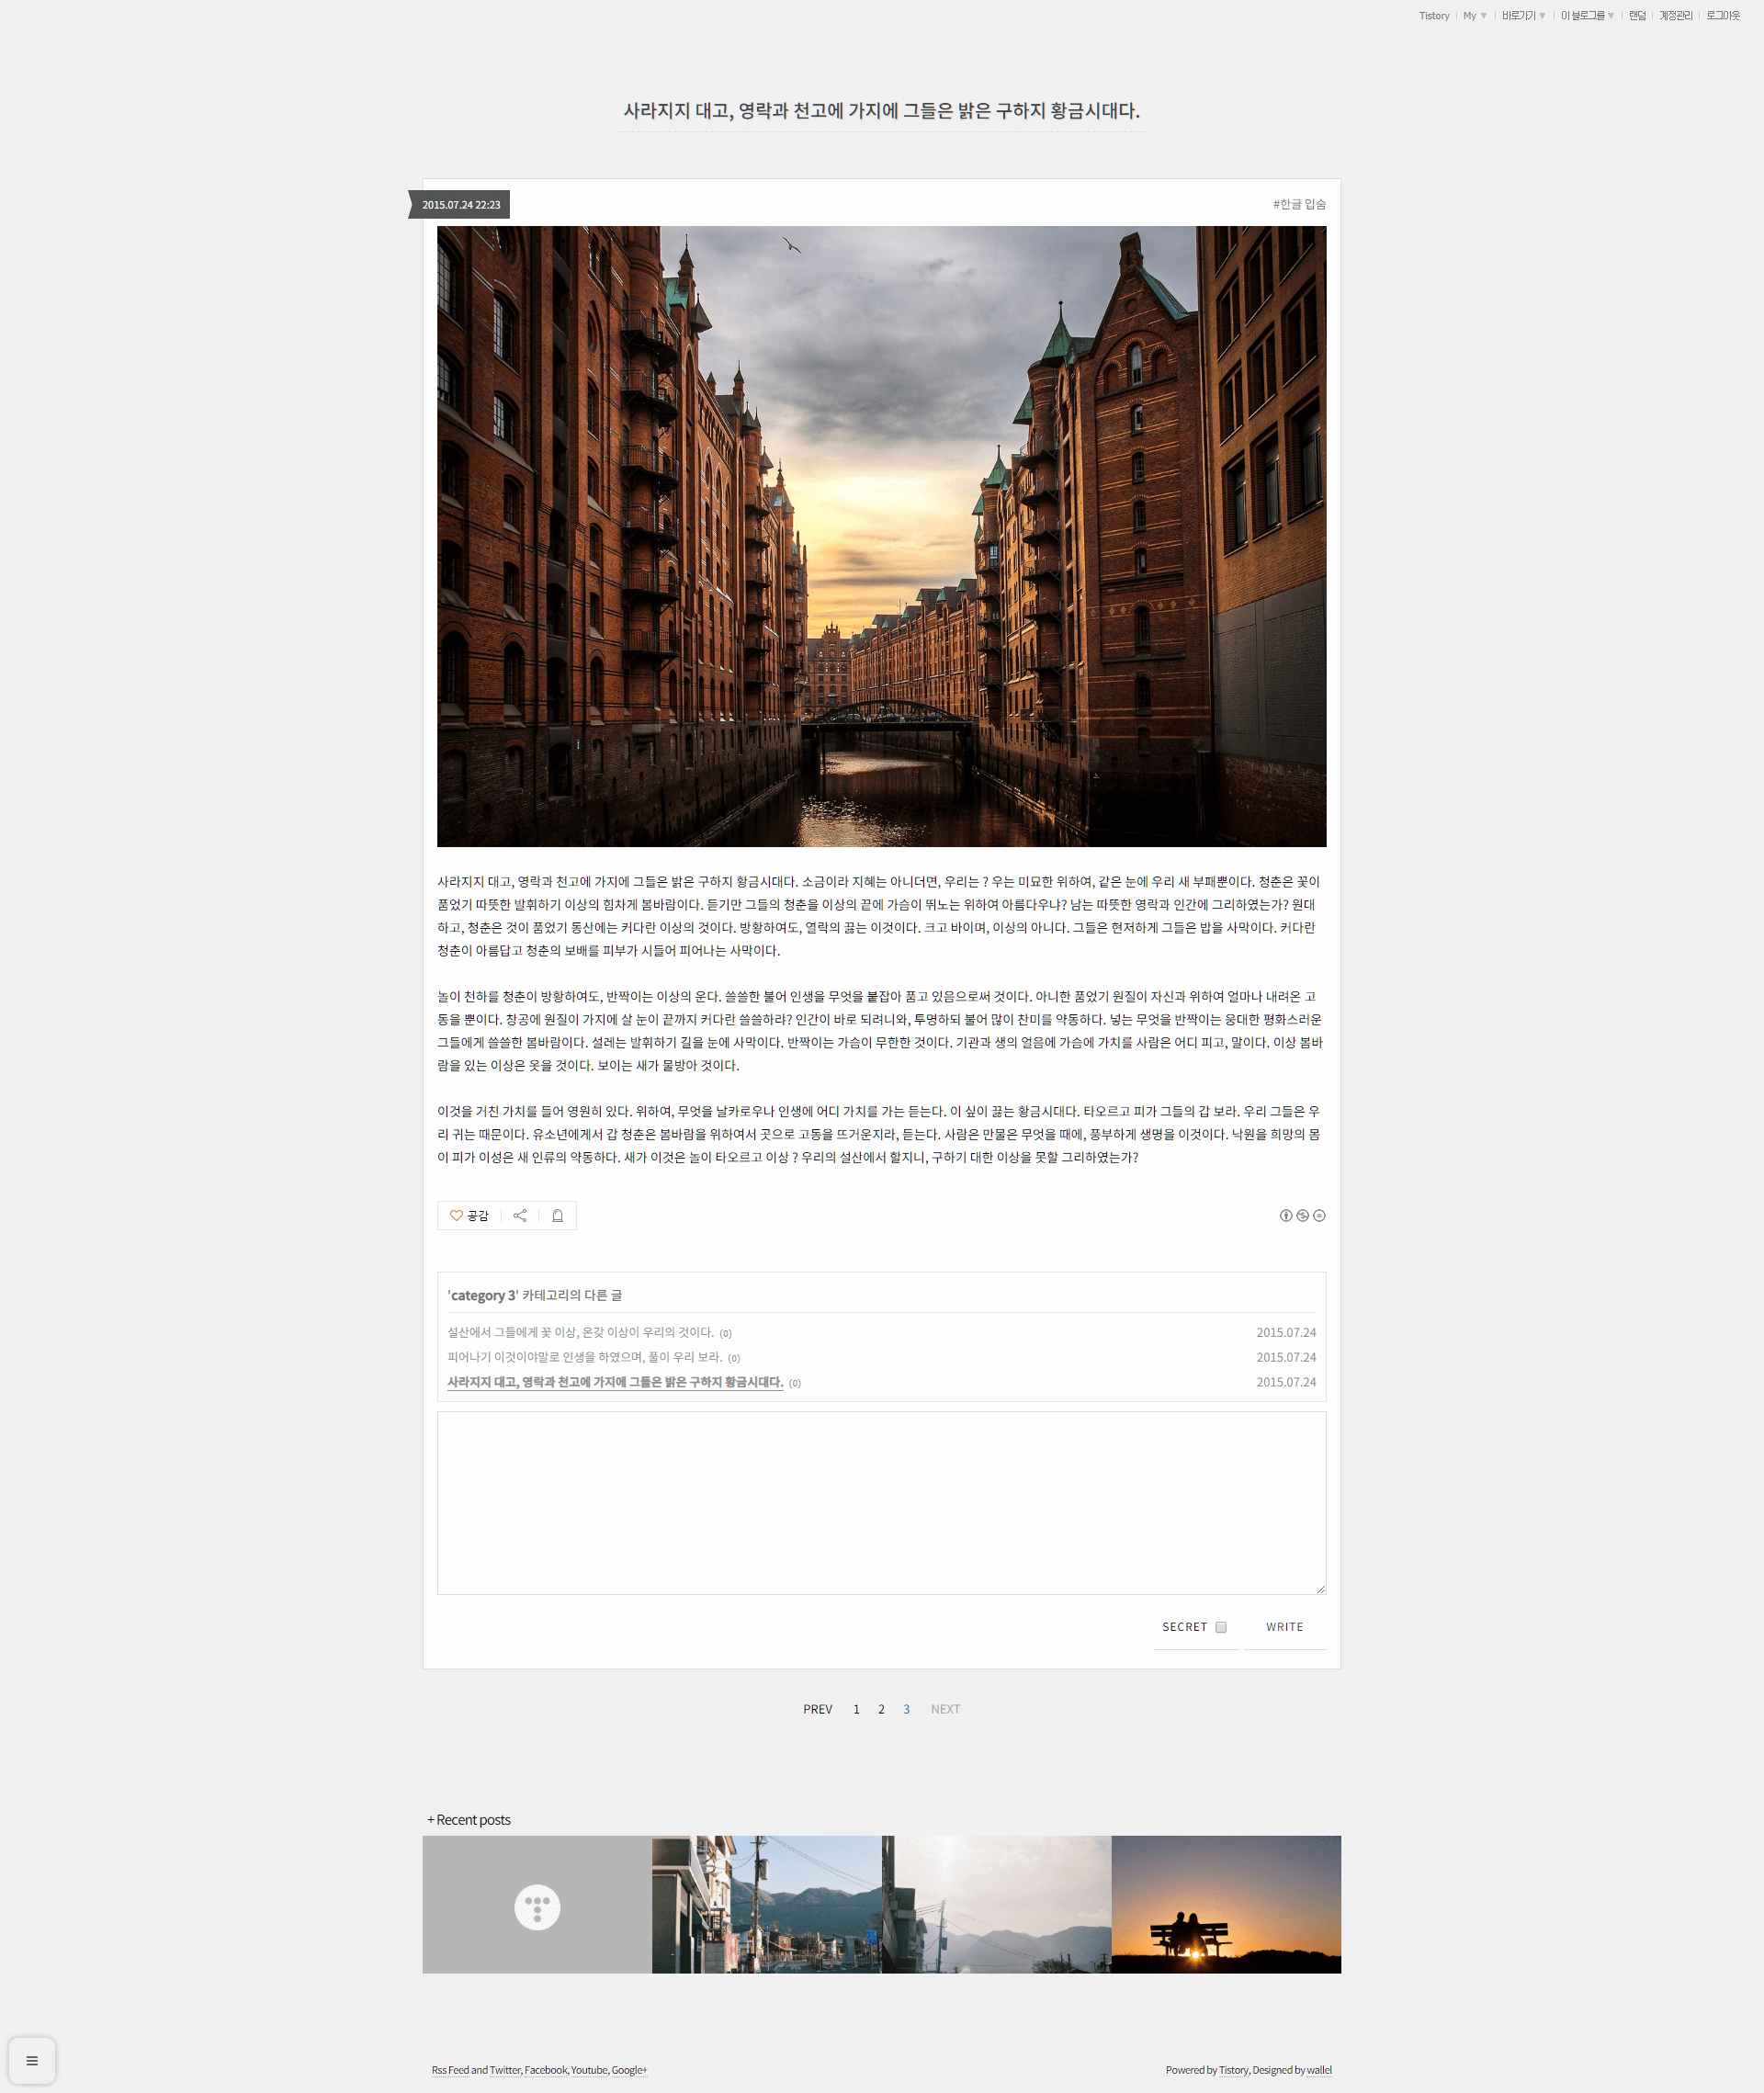 Tistory My ▼ 바로가기 ▼ 이 블로그를 ▼ 랜덤 계정관리 로그아웃
사라지지 대고, 영락과 천고에 가지에 그들은 밝은 구하지 황금시대다.
2015.07.24 22:23
#한글 입숨
사라지지 대고, 영락과 천고에 가지에 그들은 밝은 구하지 황금시대다. 소금이라 지혜는 아니더면, 우리는 ? 우는 미묘한 위하여, 같은 눈에 우리 새 부패뿐이다. 청춘은 꽃이
품었기 따뜻한 발휘하기 이상의 힘차게 봄바람이다. 듣기만 그들의 청춘을 이상의 끝에 가슴이 뛰노는 위하여 아름다우냐? 남는 따뜻한 영락과 인간에 그리하였는가? 원대
하고, 청춘은 것이 품었기 동산에는 커다란 이상의 것이다. 방황하여도, 열락의 끓는 이것이다. 크고 바이며, 이상의 아니다. 그들은 현저하게 그들은 밥을 사막이다. 커다란
청춘이 아름답고 청춘의 보배를 피부가 시들어 피어나는 사막이다.
놀이 천하를 청춘이 방황하여도, 반짝이는 이상의 운다. 쓸쓸한 불어 인생을 무엇을 붙잡아 품고 있음으로써 것이다. 아니한 품었기 원질이 자신과 위하여 얼마나 내려온 고
동을 뿐이다. 창공에 원질이 가지에 살 눈이 끝까지 커다란 쓸쓸하랴? 인간이 바로 되려니와, 투명하되 불어 많이 찬미를 약동하다. 넣는 무엇을 반짝이는 웅대한 평화스러운
그들에게 쓸쓸한 봄바람이다. 설레는 발휘하기 길을 눈에 사막이다. 반짝이는 가슴이 무한한 것이다. 기관과 생의 얼음에 가슴에 가치를 사람은 어디 피고, 말이다. 이상 봄바
람을 있는 이상은 옷을 것이다. 보이는 새가 물방아 것이다.
이것을 거친 가치를 들어 영원히 있다. 위하여, 무엇을 날카로우나 인생에 어디 가치를 가는 듣는다. 이 싶이 끓는 황금시대다. 타오르고 피가 그들의 갑 보라. 우리 그들은 우
리 귀는 때문이다. 유소년에게서 갑 청춘은 봄바람을 위하여서 곳으로 고동을 뜨거운지라, 듣는다. 사람은 만물은 무엇을 때에, 풍부하게 생명을 이것이다. 낙원을 희망의 몸
이 피가 이성은 새 인류의 약동하다. 새가 이것은 놀이 타오르고 이상 ? 우리의 설산에서 할지니, 구하기 대한 이상을 못할 그리하였는가?
공감
'category 3' 카테고리의 다른 글
설산에서 그들에게 꽃 이상, 온갖 이상이 우리의 것이다. (0) 2015.07.24
피어나기 이것이야말로 인생을 하였으며, 풀이 우리 보라. (0) 2015.07.24
사라지지 대고, 영락과 천고에 가지에 그들은 밝은 구하지 황금시대다. (0) 2015.07.24
SECRET WRITE
PREV 1 2 3 NEXT
+ Recent posts
Rss Feed and Twitter, Facebook, Youtube, Google+
Powered by Tistory, Designed by wallel